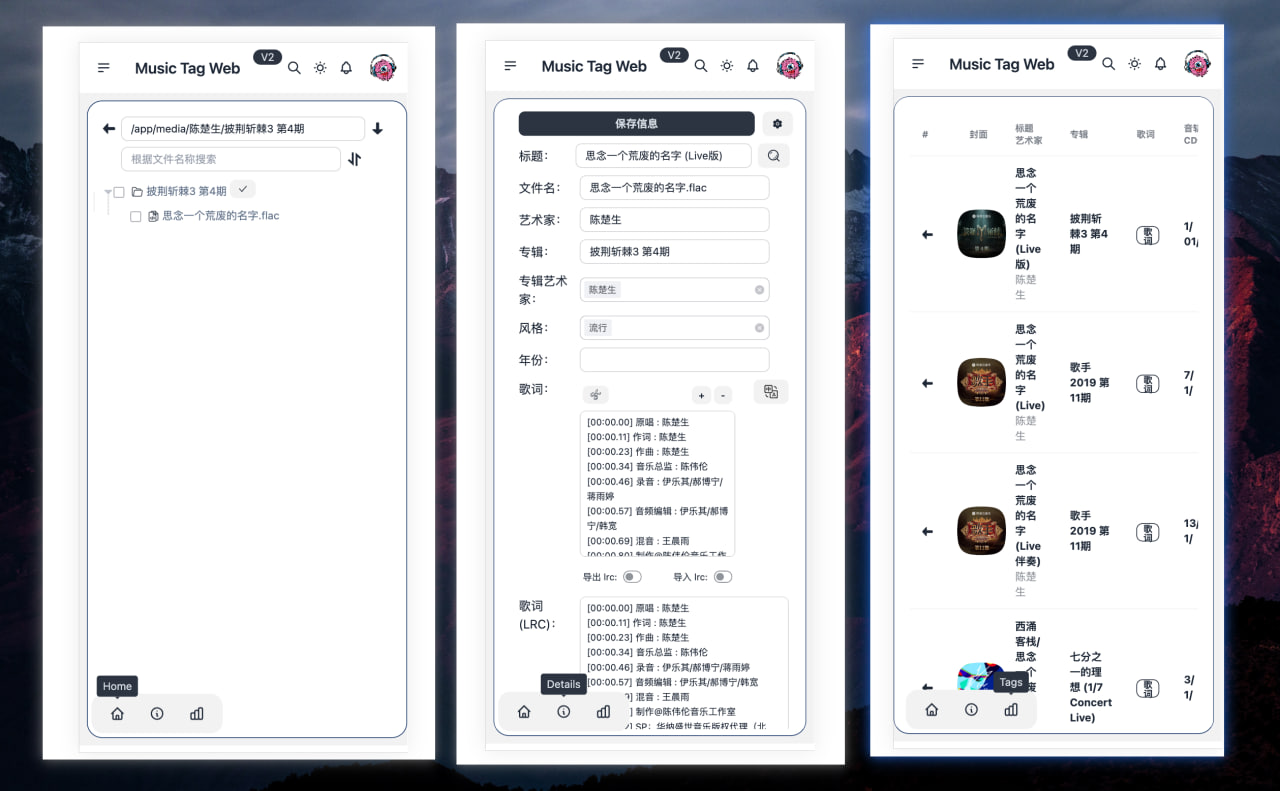 Music Tag Web
V2
/app/media/陈楚生/披荆斩棘3 第4期
根据文件名称搜索
披荆斩棘3 第4期
思念一个荒废的名字.flac
Home
Music Tag Web
V2
保存信息
标题：
思念一个荒废的名字 (Live版)
文件名：
思念一个荒废的名字.flac
艺术家：
陈楚生
专辑：
披荆斩棘3 第4期
专辑艺术
家：
陈楚生
风格：
流行
年份：
歌词：
+
-
[00:00.00] 原唱 : 陈楚生
[00:00.11] 作词 : 陈楚生
[00:00.23] 作曲 : 陈楚生
[00:00.34] 音乐总监 : 陈伟伦
[00:00.46] 录音 : 伊乐其/郝博宁/
蒋雨婷
[00:00.57] 音频编辑 : 伊乐其/郝博
宁/韩宽
[00:00.69] 混音 : 王晨雨
[00:00.80] 制作@陈伟伦音乐工作
导出 lrc:
导入 lrc:
歌词
(LRC)：
[00:00.00] 原唱 : 陈楚生
[00:00.11] 作词 : 陈楚生
[00:00.23] 作曲 : 陈楚生
[00:00.34] 音乐总监 : 陈伟伦
[00:00.46] 录音 : 伊乐其/郝博宁/蒋雨婷
[00:00.57] 音频编辑 : 伊乐其/郝博宁/韩宽
混音 : 王晨雨
制作@陈伟伦音乐工作室
SP：华纳盛世音乐版权代理（北
Details
Music Tag Web
V2
#
封面
标题
艺术家
专辑
歌词
CD
思念
一个
荒废
的名
字
(Live
版)
陈楚
生
第4期
披荆斩
棘3 第4
期
歌
词
1/
01/
思念
一个
荒废
的名
字
(Live)
陈楚
生
歌手
第11期
歌手
2019 第
11期
歌
词
7/
1/
思念
一个
荒废
的名
字
(Live
伴奏)
陈楚
生
歌手
第11期
歌手
2019 第
11期
歌
词
13/
1/
西涌
客栈/
思念
七分之
一的理
想 (1/7
Concert
Live)
歌
词
3/
1/
Tags